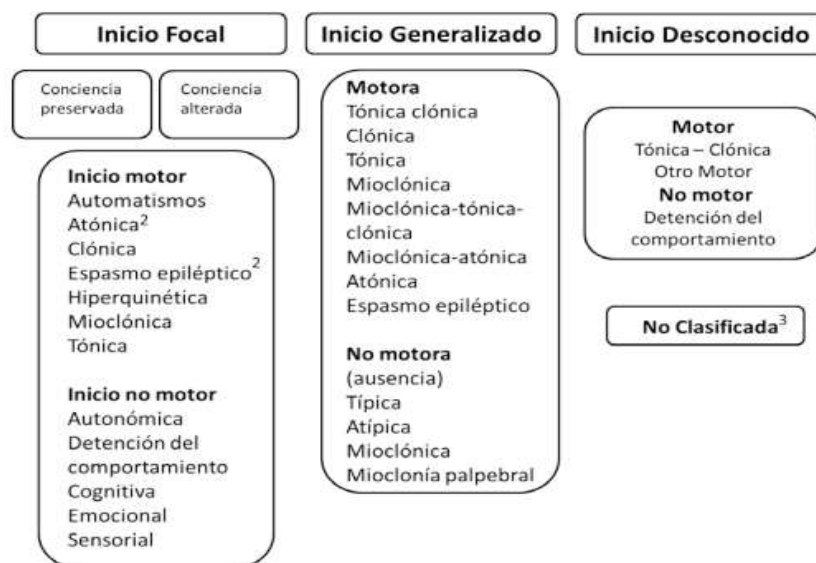 Inicio Focal
Conciencia
preservada
Conciencia
alterada
Inicio motor
Automatismos
Atónica²
Clónica
Espasmo epiléptico²
Hiperquinética
Mioclónica
Tónica
Inicio no motor
Autonómica
Detención del
comportamiento
Cognitiva
Emocional
Sensorial
Inicio Generalizado
Motora
Tónica clónica
Clónica
Tónica
Mioclónica
Mioclónica-tónica-
clónica
Mioclónica-atónica
Atónica
Espasmo epiléptico
No motora
(ausencia)
Típica
Atípica
Mioclónica
Mioclonía palpebral
Inicio Desconocido
Motor
Tónica – Clónica
Otro Motor
No motor
Detención del
comportamiento
No Clasificada³